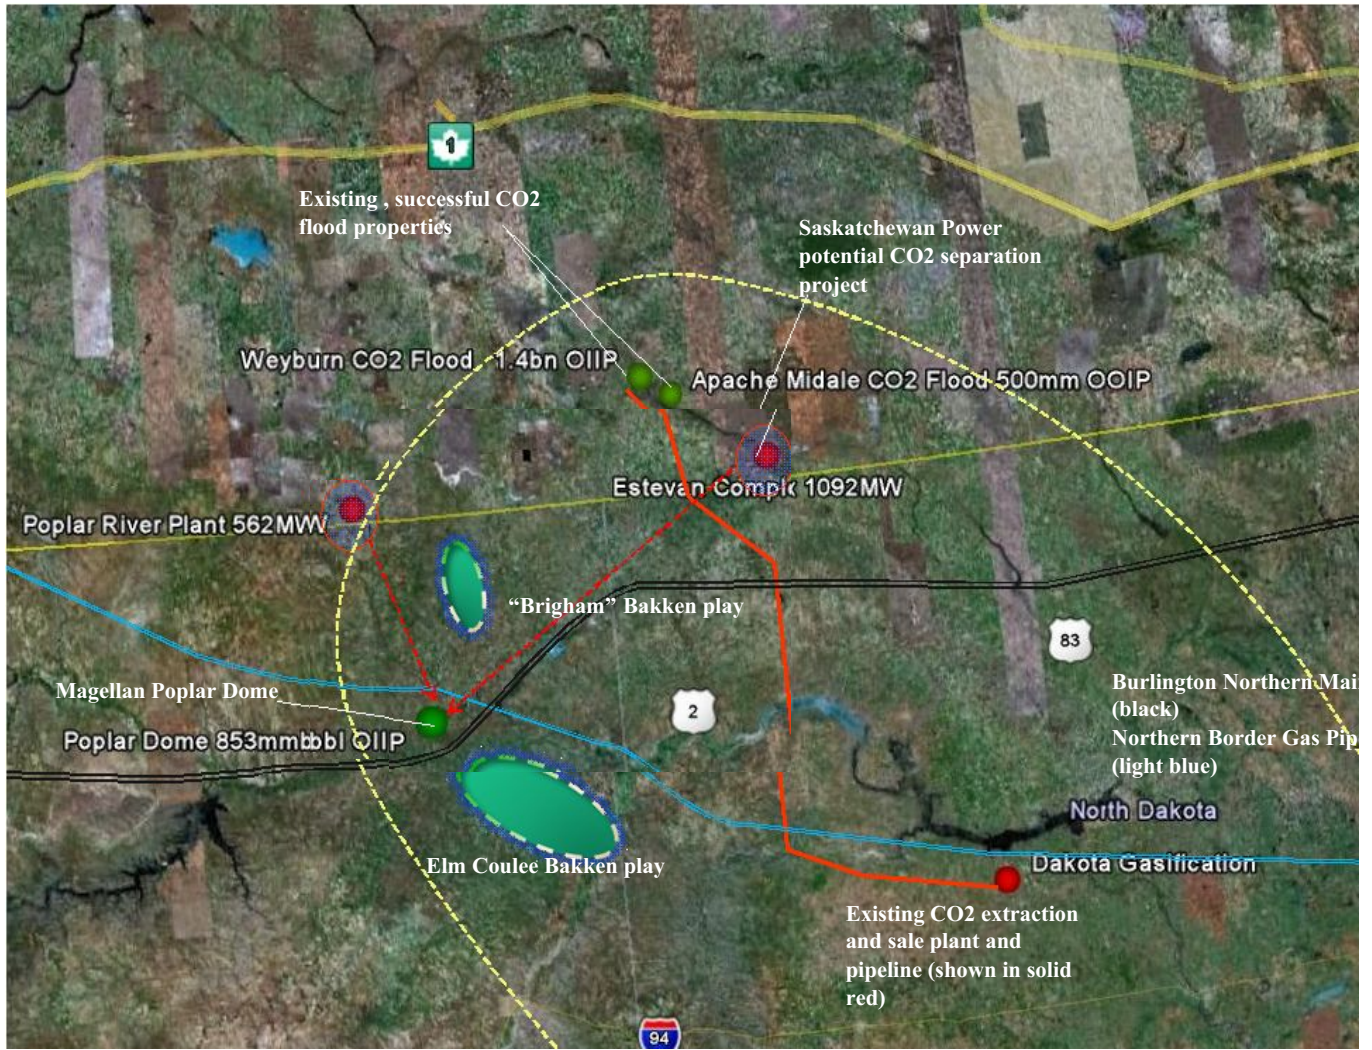 1
Existing , successful CO2
flood properties
Saskatchewan Power
potential CO2 separation
project
Weyburn CO2 Flood 1.4bn OIIP
Apache Midale CO2 Flood 500mm OOIP
Estevan Complx 1092MW
Poplar River Plant 562MW
“Brigham” Bakken play
83
Magellan Poplar Dome
2
Burlington Northern Mai
(black)
Northern Border Gas Pip
(light blue)
Poplar Dome 853mmbbbl OIIP
North Dakota
Elm Coulee Bakken play
Dakota Gasification
Existing CO2 extraction
and sale plant and
pipeline (shown in solid
red)
94